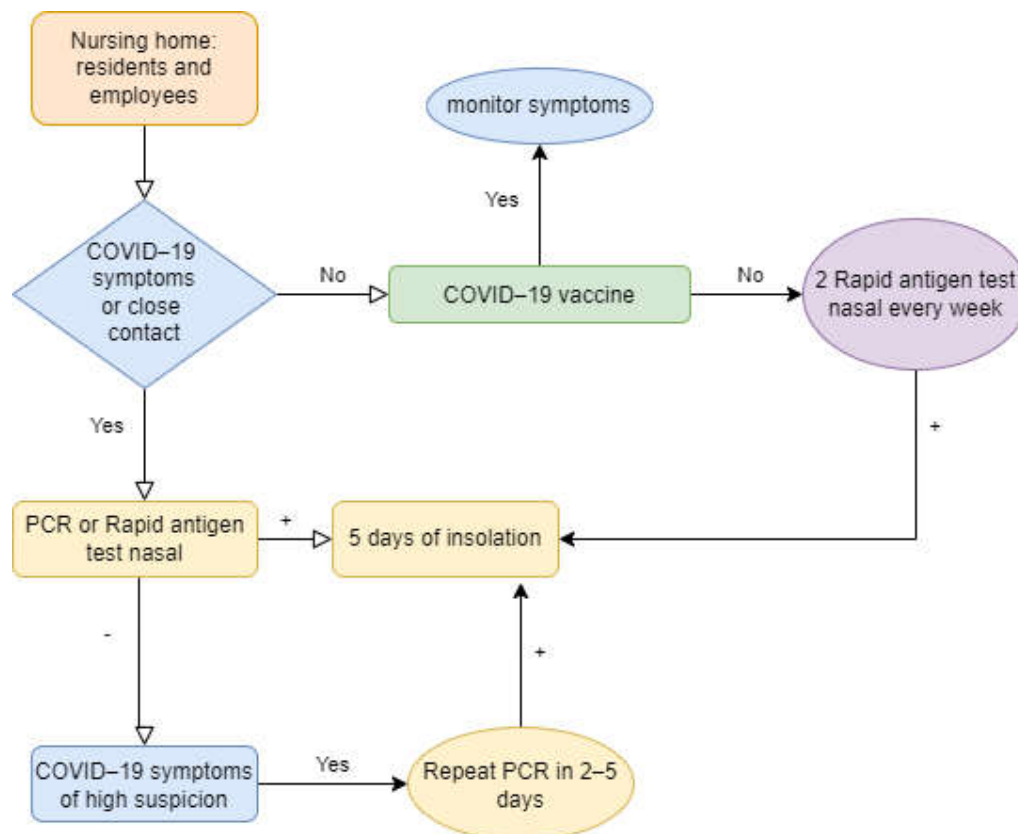 Nursing home:
residents and
employees
monitor symptoms
Yes
COVID–19
symptoms
or close
contact
No
COVID–19 vaccine
No
2 Rapid antigen test
nasal every week
Yes
+
PCR or Rapid antigen
test nasal
+
5 days of insolation
-
+
COVID–19 symptoms
of high suspicion
Yes
Repeat PCR in 2–5
days